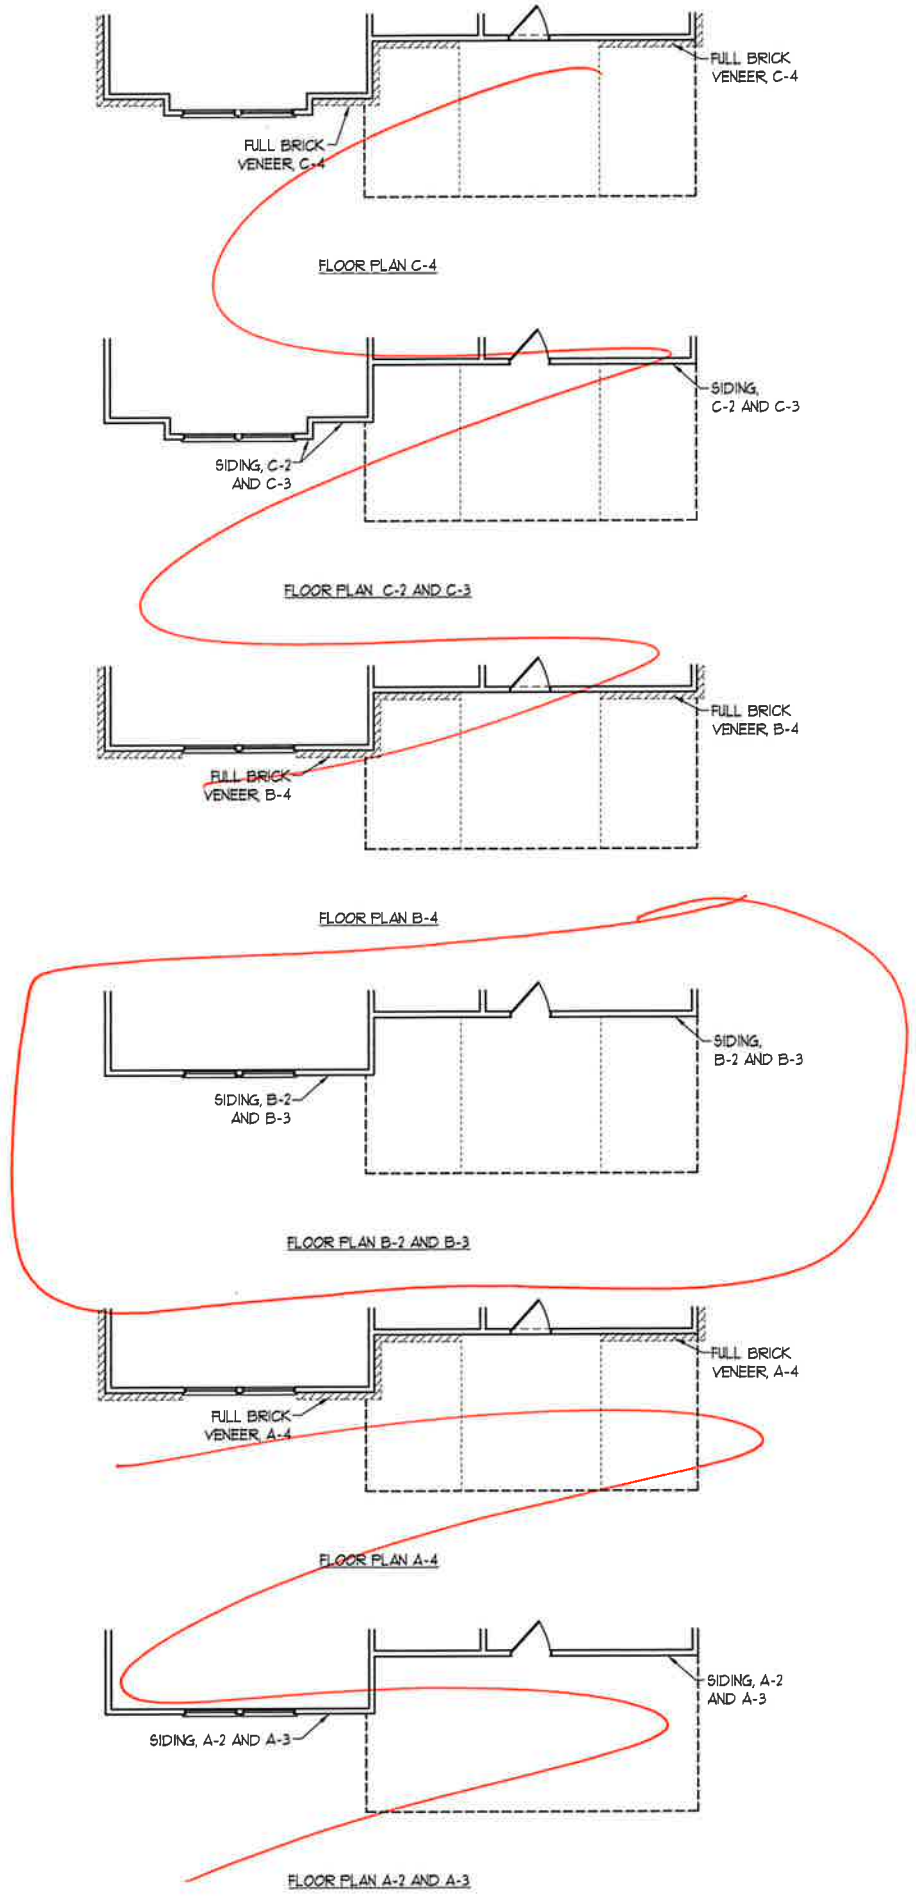 FULL BRICK
VENEER, C-4
FULL BRICK
VENEER, C-4
FLOOR PLAN C-4
SIDING,
C-2 AND C-3
SIDING, C-2
AND C-3
FLOOR PLAN C-2 AND C-3
FULL BRICK
VENEER, B-4
FULL BRICK
VENEER, B-4
FLOOR PLAN B-4
SIDING,
B-2 AND B-3
SIDING, B-2
AND B-3
FLOOR PLAN B-2 AND B-3
FULL BRICK
VENEER, A-4
FULL BRICK
VENEER, A-4
FLOOR PLAN A-4
SIDING, A-2
AND A-3
SIDING, A-2 AND A-3
FLOOR PLAN A-2 AND A-3